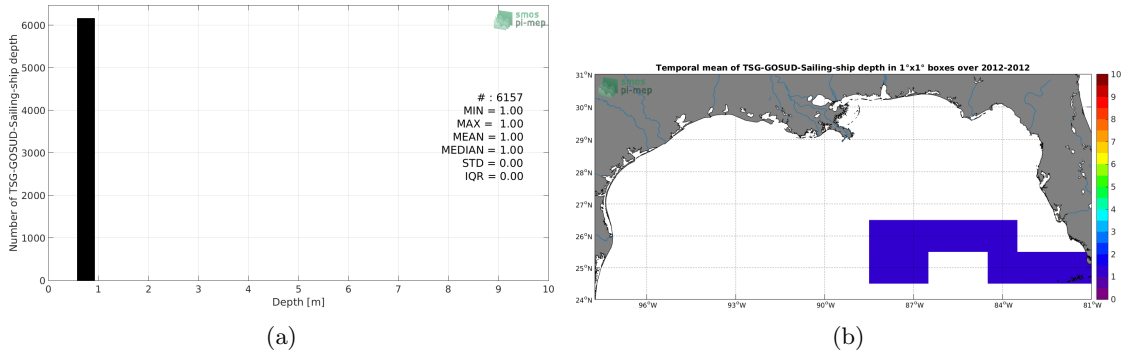 smos
pi-mep
6000
5000
4000
3000
2000
1000
0
Number of TSG-GOSUD-Sailing-ship depth
# : 6157
MIN = 1.00
MAX = 1.00
MEAN = 1.00
MEDIAN = 1.00
STD = 0.00
IQR = 0.00
0 1 2 3 4 5 6 7 8 9 10
Depth [m]
(a)
Temporal mean of TSG-GOSUD-Sailing-ship depth in 1°x1° boxes over 2012-2012
smos
pi-mep
31°N
30°N
29°N
28°N
27°N
26°N
25°N
24°N
96°W 93°W 90°W 87°W 84°W 81°W
10
9
8
7
6
5
4
3
2
1
0
(b)